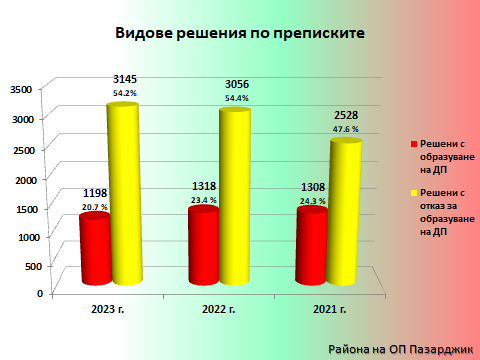 Видове решения по преписките
3500
3000
2500
2000
1500
1000
500
0
3145
54.2%
1198
20.7 %
3056
54.4%
1318
23.4 %
2528
47.6 %
1308
24.3 %
2023 г.
2022 г.
2021 г.
Решени с
образуване
на ДП
Решени с
отказ за
образуване
на ДП
Района на ОП Пазарджик